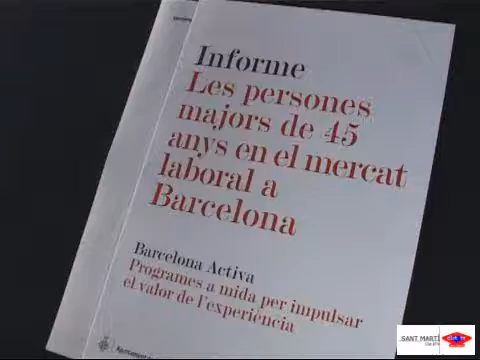 Informe
Les persones
majors de 45
anys en el mercat
laboral a
Barcelona
Barcelona Activa
Programes a mida per impulsar
el valor de l'experiència
Ajuntament
SANT MARTÍ